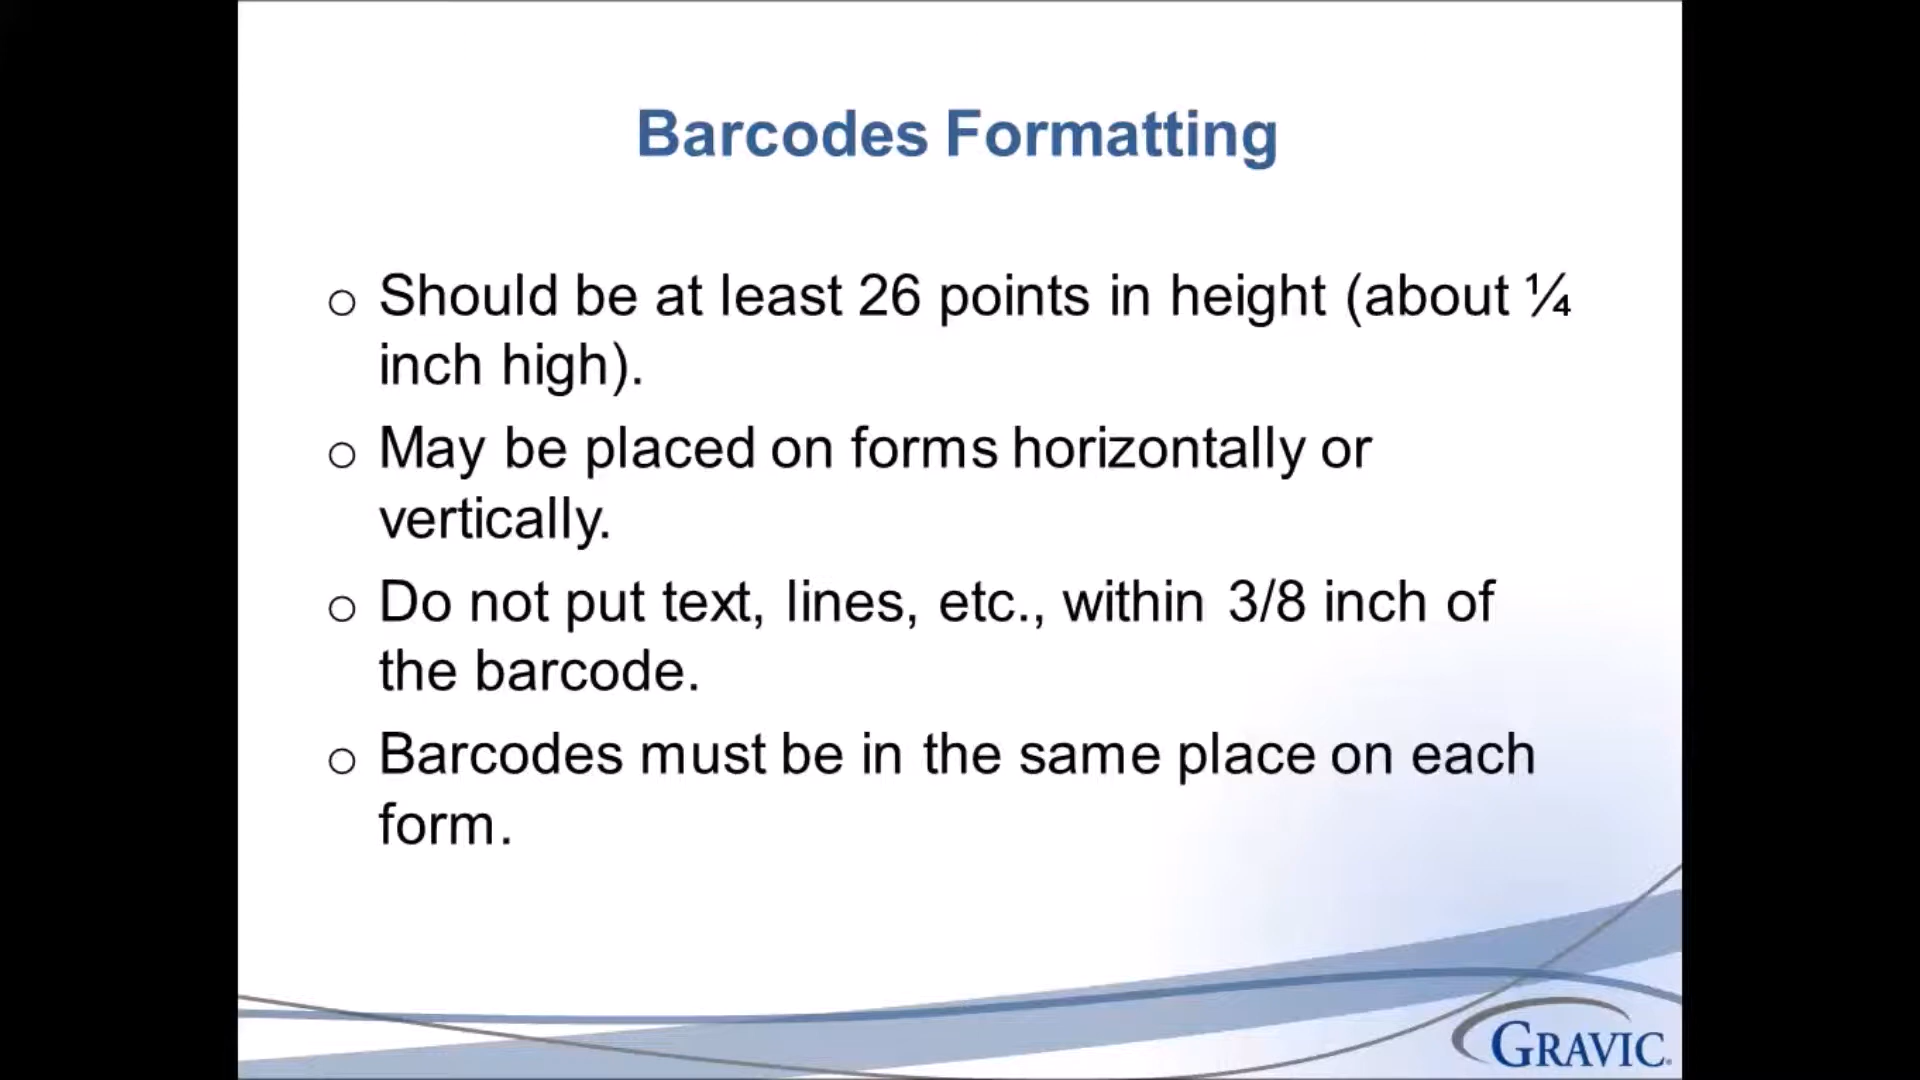 Barcodes Formatting
o Should be at least 26 points in height (about ¼
inch high).
o May be placed on forms horizontally or
vertically.
o Do not put text, lines, etc., within 3/8 inch of
the barcode.
o Barcodes must be in the same place on each
form.
GRAVIC®